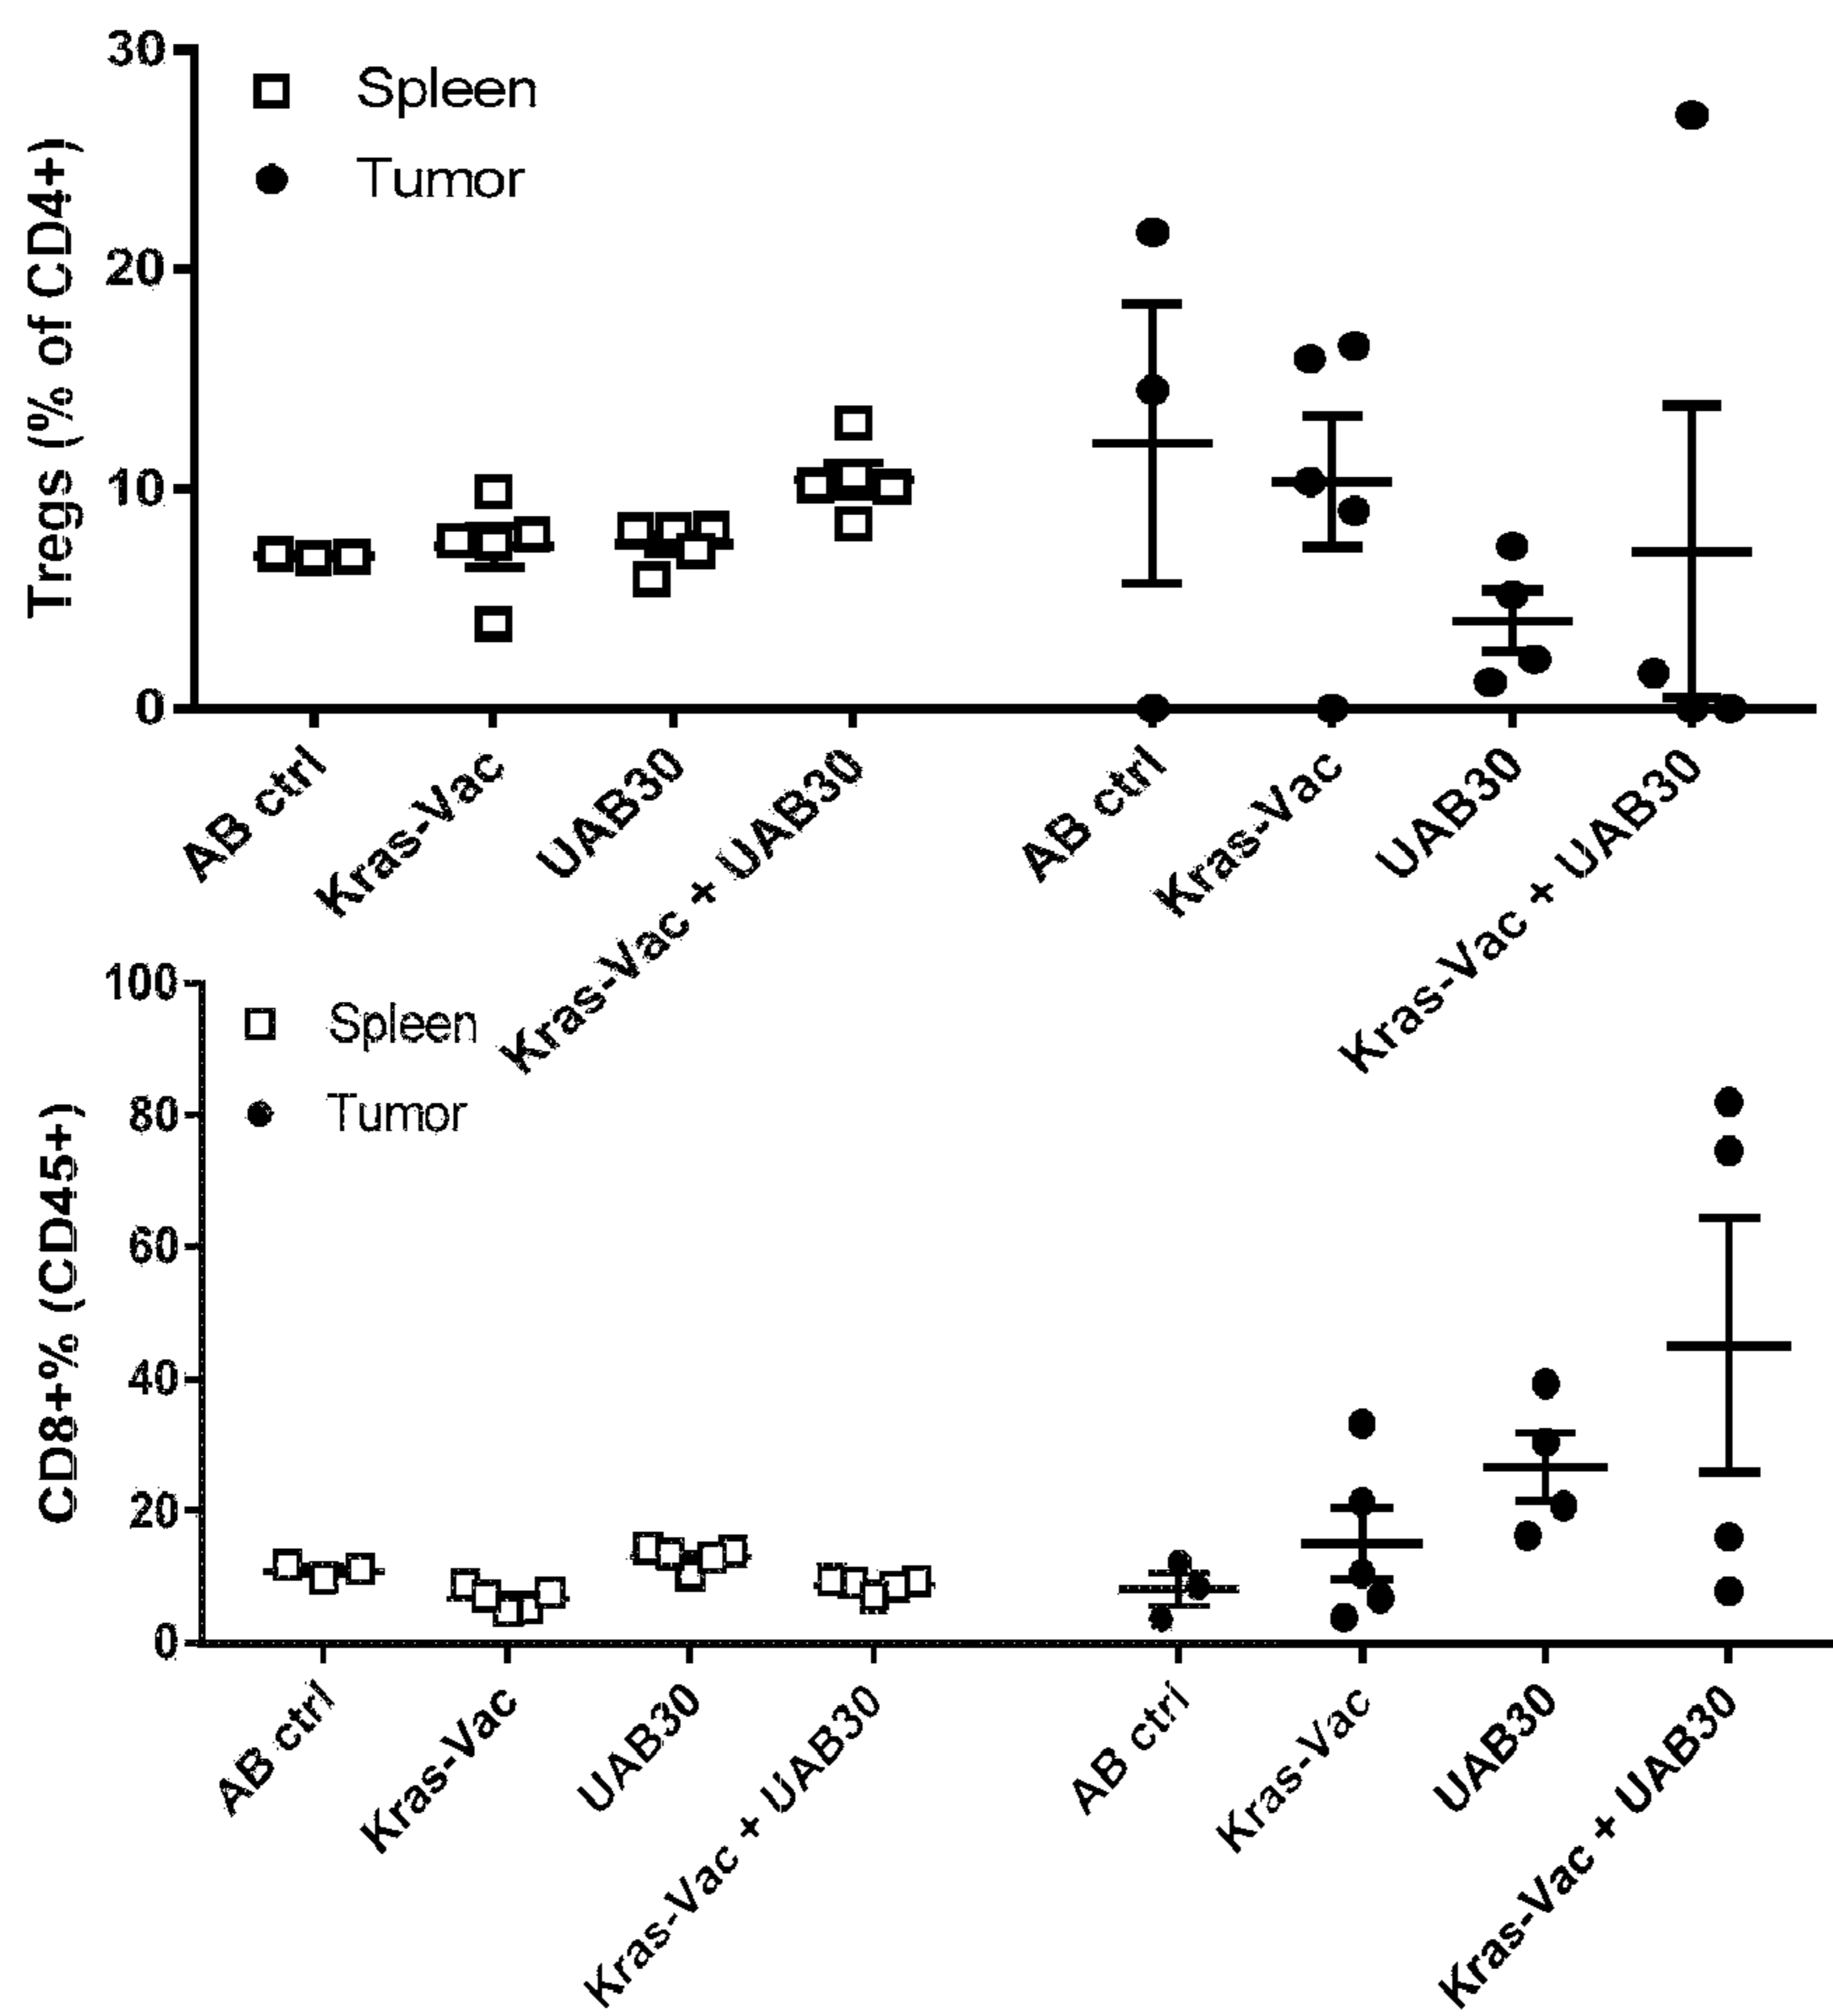 30
Spleen
Tumor
20
10
0
Tregs (% of CD4+)
AB ctrl
Kras-Vac
UAB30
Kras-Vac + UAB30
AB ctrl
Kras-Vac
UAB30
Kras-Vac + UAB30
100
Spleen
Tumor
80
60
40
20
0
CD8+% (CD45+)
AB ctrl
Kras-Vac
UAB30
Kras-Vac + UAB30
AB ctrl
Kras-Vac
UAB30
Kras-Vac + UAB30